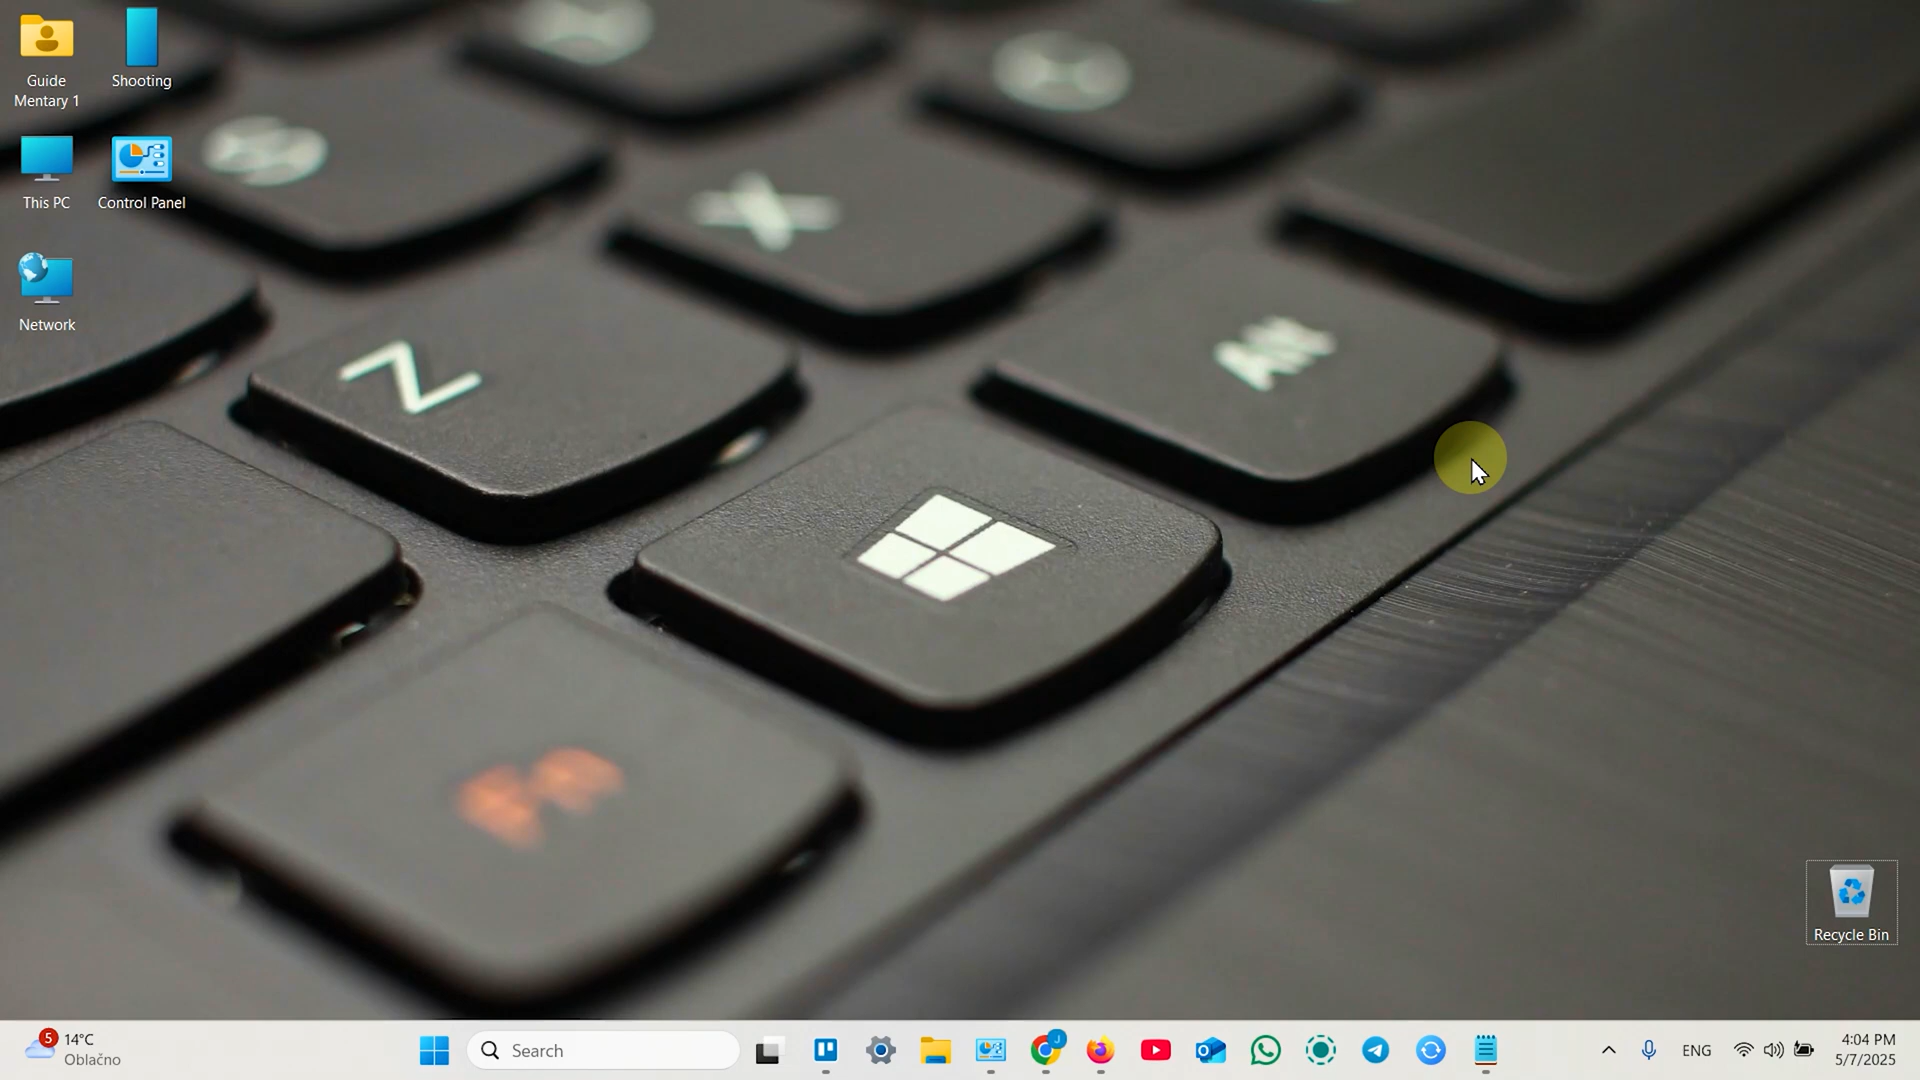 Guide
Mentary 1
Shooting
This PC
Control Panel
Network
Z
X
Alt
Recycle Bin
5
14°C
Oblačno
Search
J
ENG
4:04 PM
5/7/2025